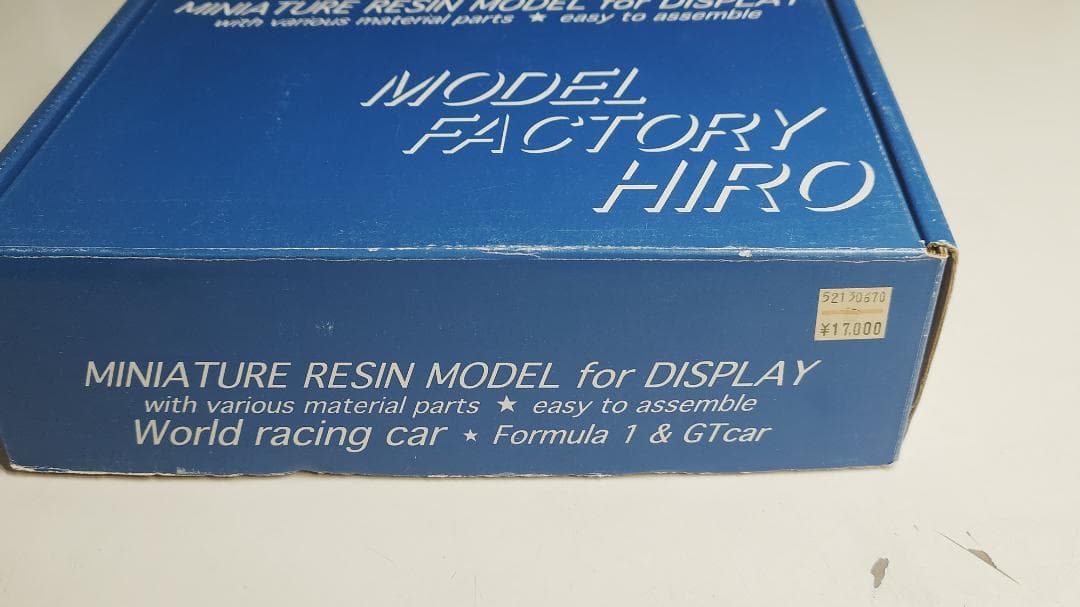 MINIATURE RESIN MODEL for DISPLAY
with various material parts ★ easy to assemble
MODEL
FACTORY
HIRO
52130670
¥17,000
MINIATURE RESIN MODEL for DISPLAY
with various material parts ★ easy to assemble
World racing car ★ Formula 1 & GTcar